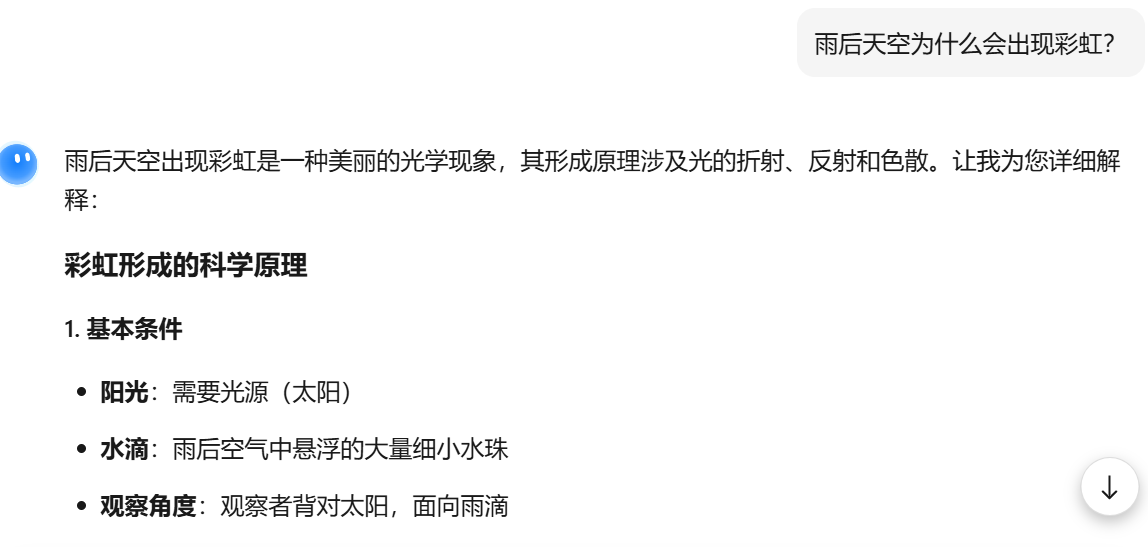 雨后天空为什么会出现彩虹？
雨后天空出现彩虹是一种美丽的光学现象，其形成原理涉及光的折射、反射和色散。让我为您详细解
释：
彩虹形成的科学原理
1. 基本条件
• 阳光：需要光源（太阳）
• 水滴：雨后空气中悬浮的大量细小水珠
• 观察角度：观察者背对太阳，面向雨滴